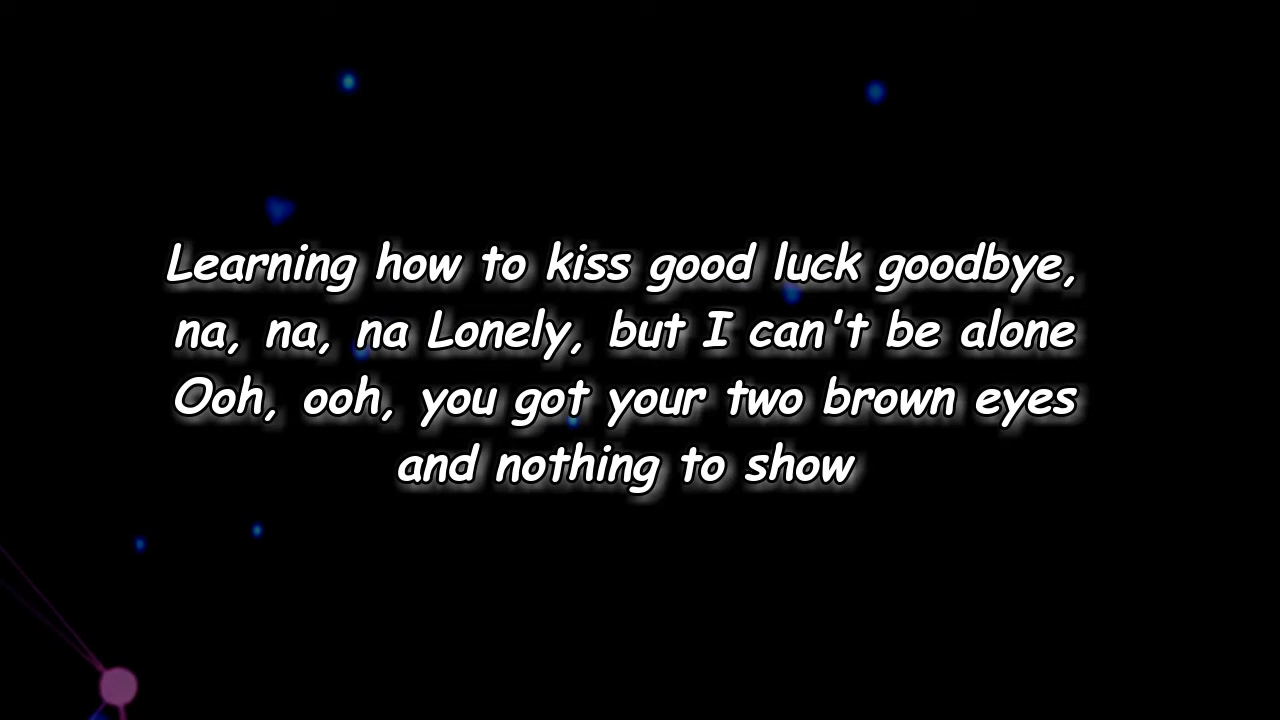 Learning how to kiss good luck goodbye,
na, na, na Lonely, but I can't be alone
Ooh, ooh, you got your two brown eyes
and nothing to show